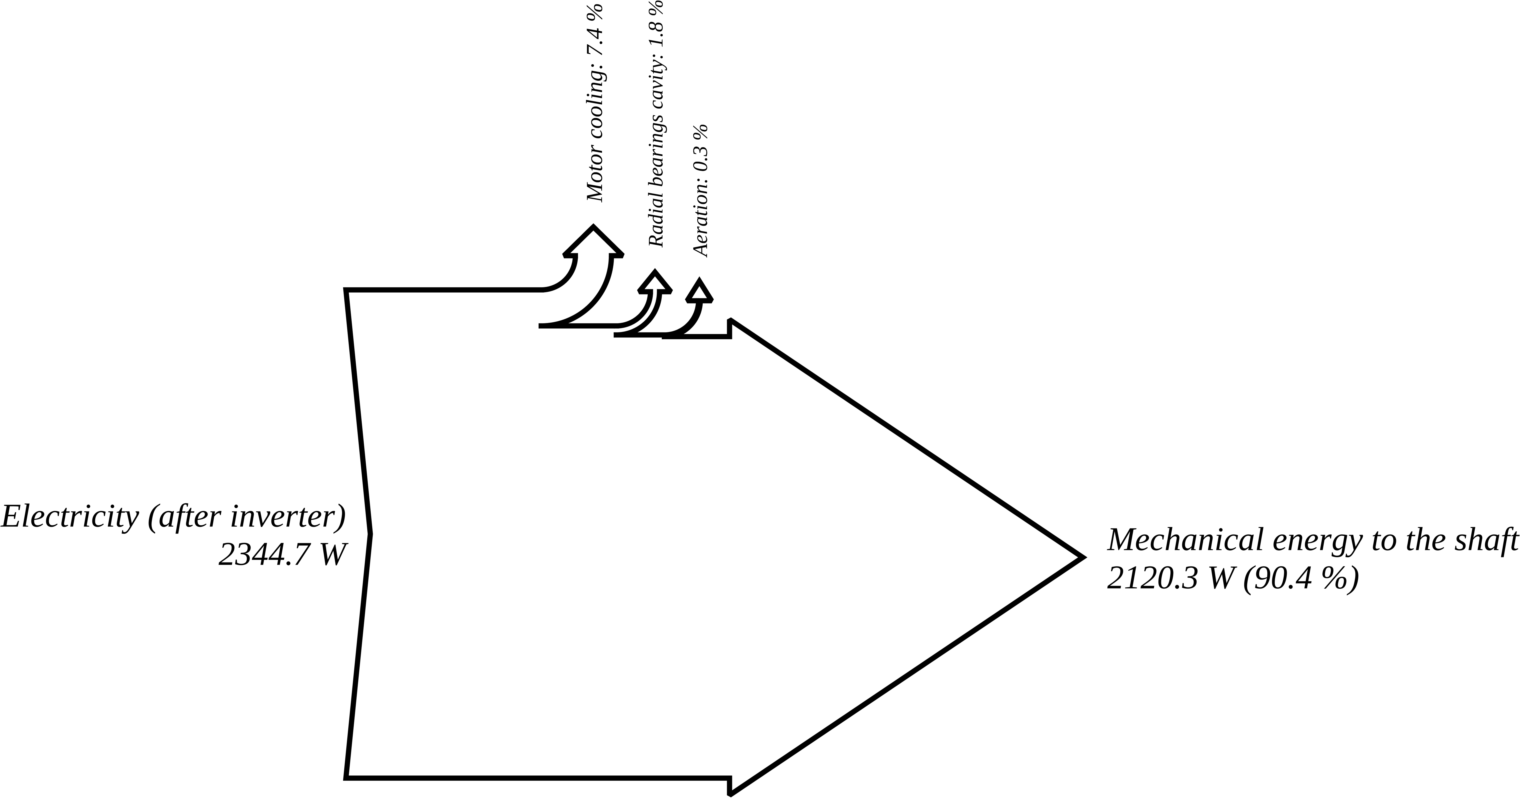 Motor cooling: 7.4 %
Radial bearings cavity: 1.8 %
Aeration: 0.3 %
Electricity (after inverter)
2344.7 W
Mechanical energy to the shaft
2120.3 W (90.4 %)